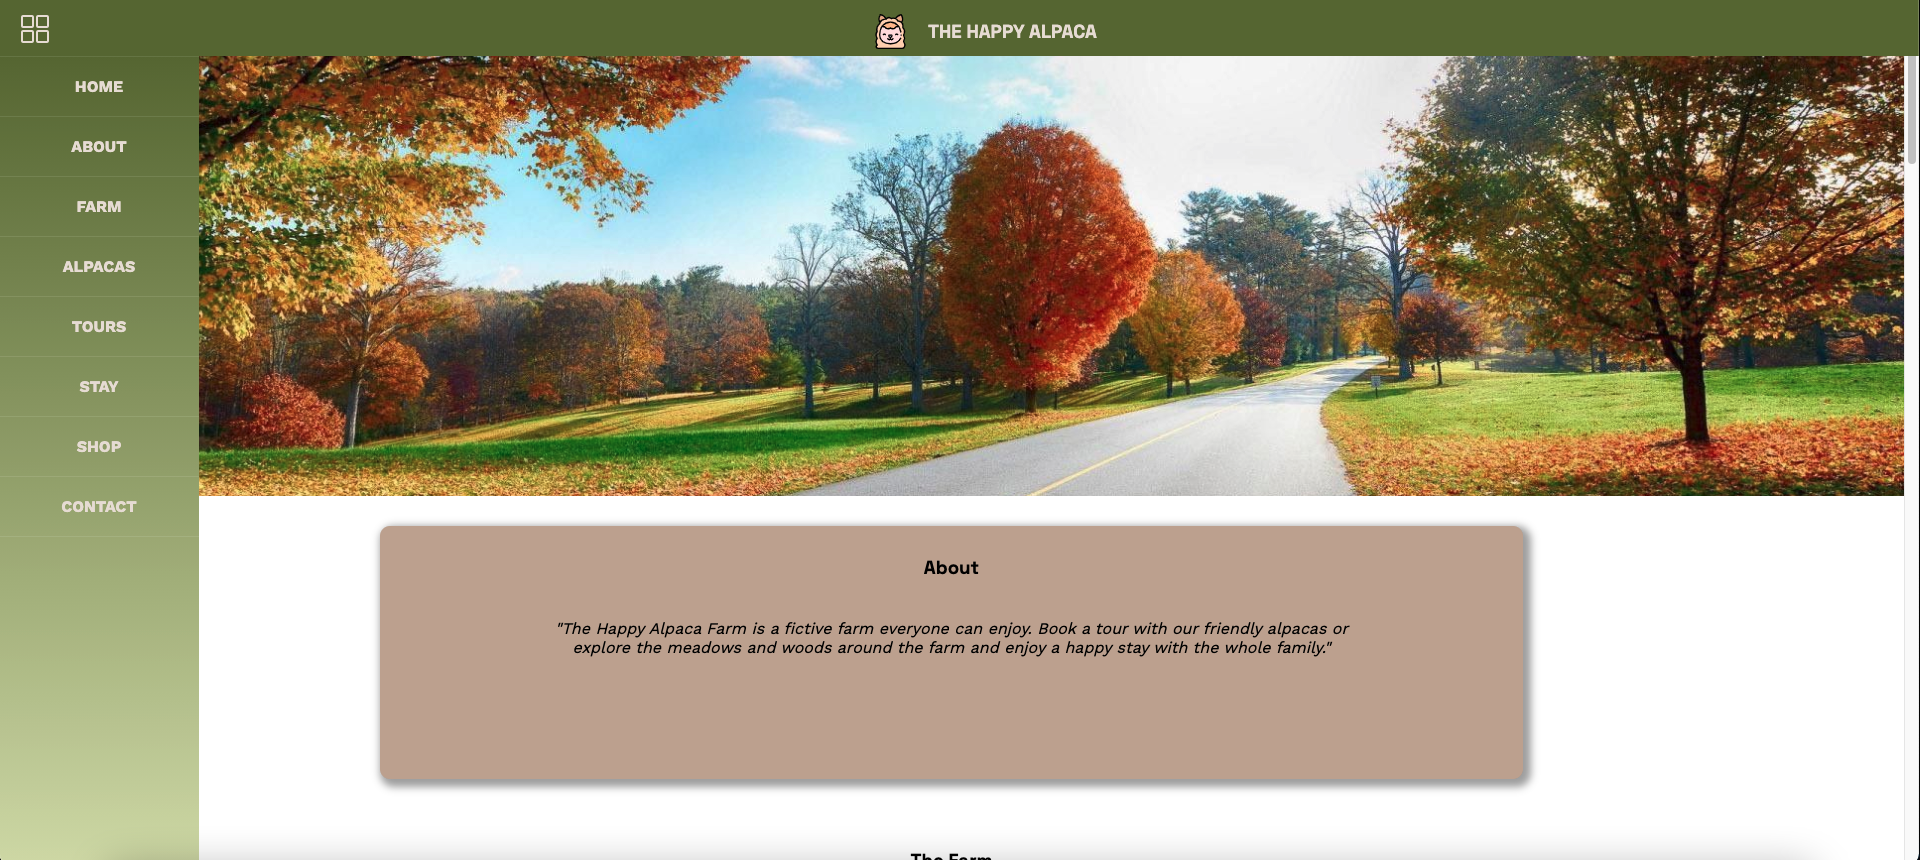 THE HAPPY ALPACA
HOME
ABOUT
FARM
ALPACAS
TOURS
STAY
SHOP
CONTACT
About
"The Happy Alpaca Farm is a fictive farm everyone can enjoy. Book a tour with our friendly alpacas or
explore the meadows and woods around the farm and enjoy a happy stay with the whole family."
The Farm